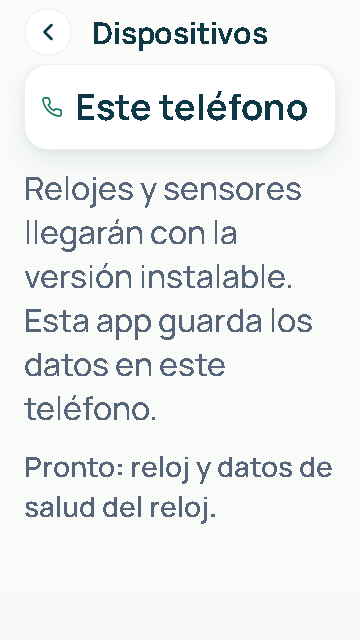 Dispositivos
Este teléfono
Relojes y sensores
llegarán con la
versión instalable.
Esta app guarda los
datos en este
teléfono.
Pronto: reloj y datos de
salud del reloj.